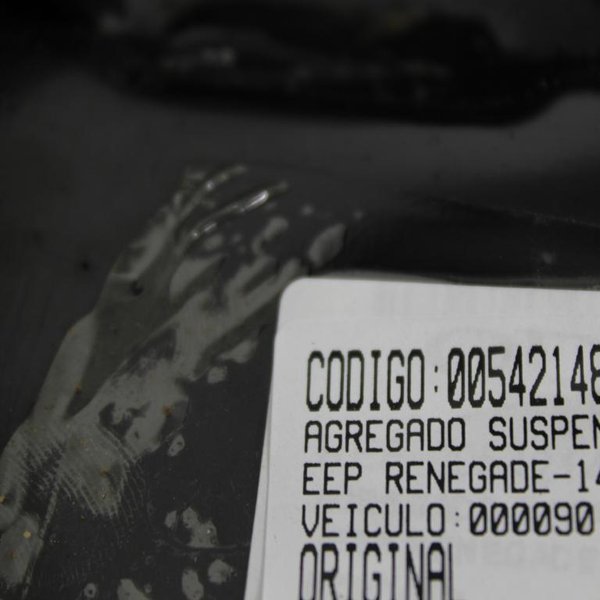 CODIGO:00542148
AGREGADO SUSPEN
EEP RENEGADE-14
VEICULO:000090
ORIGINAL